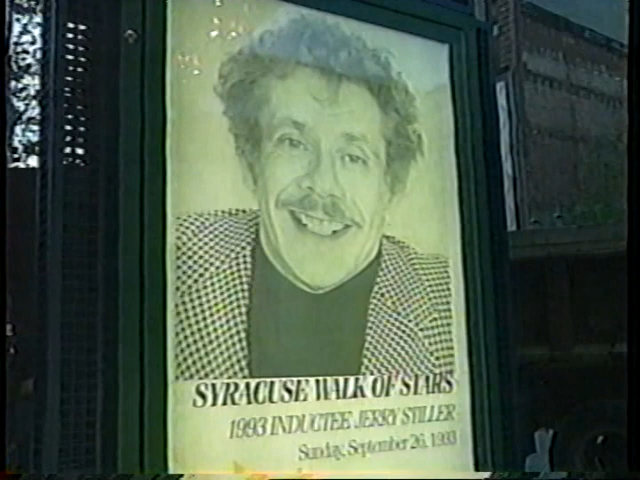 SYRACUSE WALK OF STARS
1993 INDUCTEE JERRY STILLER
Sunday, September 26, 1993